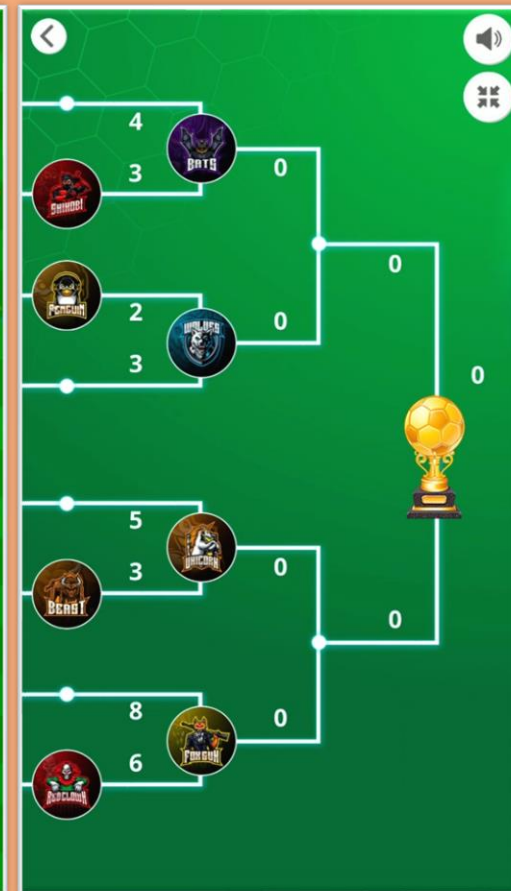 4
BATS
3
0
SHINOBI
0
PENGUIN
2
WOLVES
0
3
0
5
UNICORN
3
0
BEAST
0
8
FOXGUN
0
6
REDCLOWN